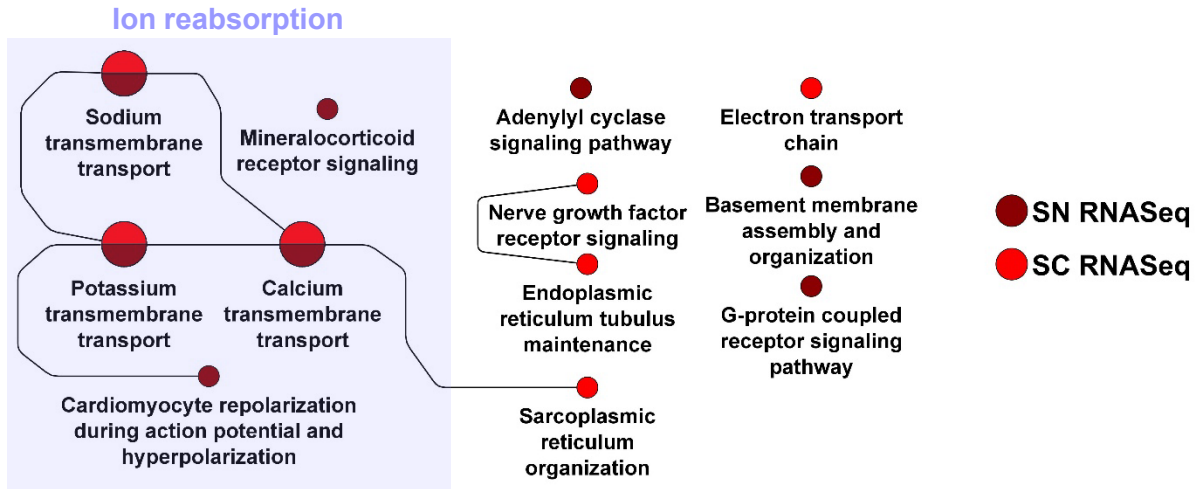 Ion reabsorption
Sodium
transmembrane
transport
Mineralocorticoid
receptor signaling
Potassium
transmembrane
transport
Calcium
transmembrane
transport
Cardiomyocyte repolarization
during action potential and
hyperpolarization
Adenylyl cyclase
signaling pathway
Nerve growth factor
receptor signaling
Endoplasmic
reticulum tubulus
maintenance
Sarcoplasmic
reticulum
organization
Electron transport
chain
Basement membrane
assembly and
organization
G-protein coupled
receptor signaling
pathway
SN RNASeq
SC RNASeq